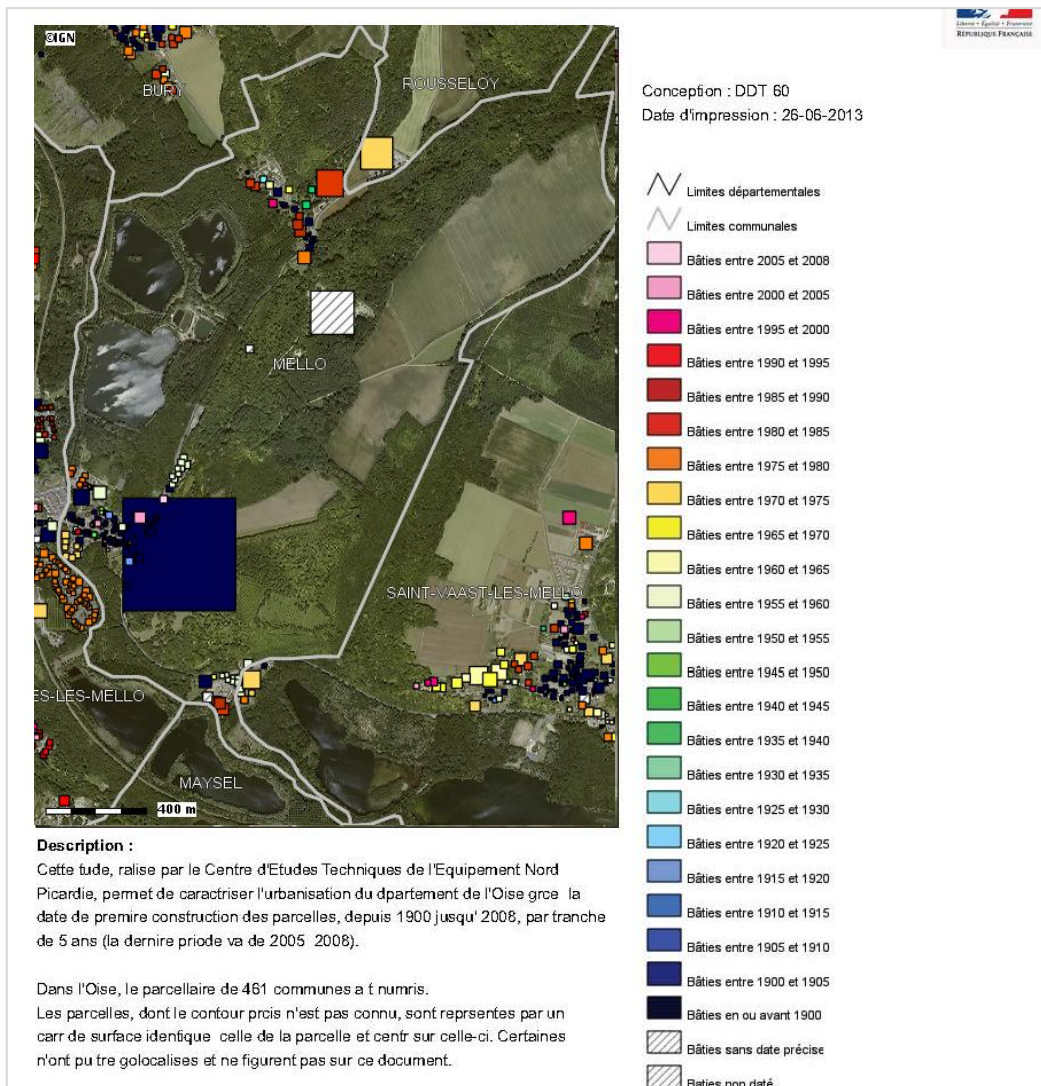 ©IGN
BURY
ROUSSELOY
MELLO
SAINT-VAAST-LES-MELLO
ES-LES-MELLO
MAYSEL
400 m
Liberté • Égalité • Fraternité
RÉPUBLIQUE FRANÇAISE
Conception : DDT 60
Date d'impression : 26-06-2013
Limites départementales
Limites communales
Bâties entre 2005 et 2008
Bâties entre 2000 et 2005
Bâties entre 1995 et 2000
Bâties entre 1990 et 1995
Bâties entre 1985 et 1990
Bâties entre 1980 et 1985
Bâties entre 1975 et 1980
Bâties entre 1970 et 1975
Bâties entre 1965 et 1970
Bâties entre 1960 et 1965
Bâties entre 1955 et 1960
Bâties entre 1950 et 1955
Bâties entre 1945 et 1950
Bâties entre 1940 et 1945
Bâties entre 1935 et 1940
Bâties entre 1930 et 1935
Bâties entre 1925 et 1930
Bâties entre 1920 et 1925
Bâties entre 1915 et 1920
Bâties entre 1910 et 1915
Bâties entre 1905 et 1910
Bâties entre 1900 et 1905
Bâties en ou avant 1900
Bâties sans date précise
Baties non daté
Description :
Cette tude, ralise par le Centre d'Etudes Techniques de l'Equipement Nord
Picardie, permet de caractriser l'urbanisation du dpartement de l'Oise grce la
date de premire construction des parcelles, depuis 1900 jusqu' 2008, par tranche
de 5 ans (la dernire priode va de 2005 2008).
Dans l'Oise, le parcellaire de 461 communes a t numris.
Les parcelles, dont le contour prcis n'est pas connu, sont reprsentes par un
carr de surface identique celle de la parcelle et centr sur celle-ci. Certaines
n'ont pu tre golocalises et ne figurent pas sur ce document.